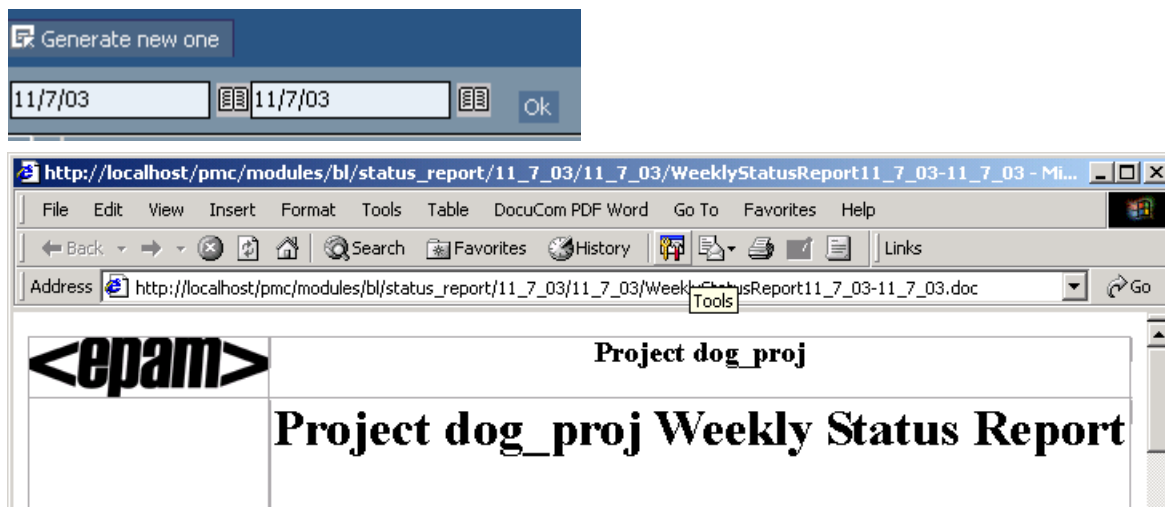 Generate new one
11/7/03 11/7/03 Ok
http://localhost/pmc/modules/bl/status_report/11_7_03/11_7_03/WeeklyStatusReport11_7_03-11_7_03 - Mi...
File Edit View Insert Format Tools Table DocuCom PDF Word Go To Favorites Help
Back Search Favorites History Links
Address http://localhost/pmc/modules/bl/status_report/11_7_03/11_7_03/WeeklyStatusReport11_7_03-11_7_03.doc Go
Tools
<epam> Project dog_proj
Project dog_proj Weekly Status Report